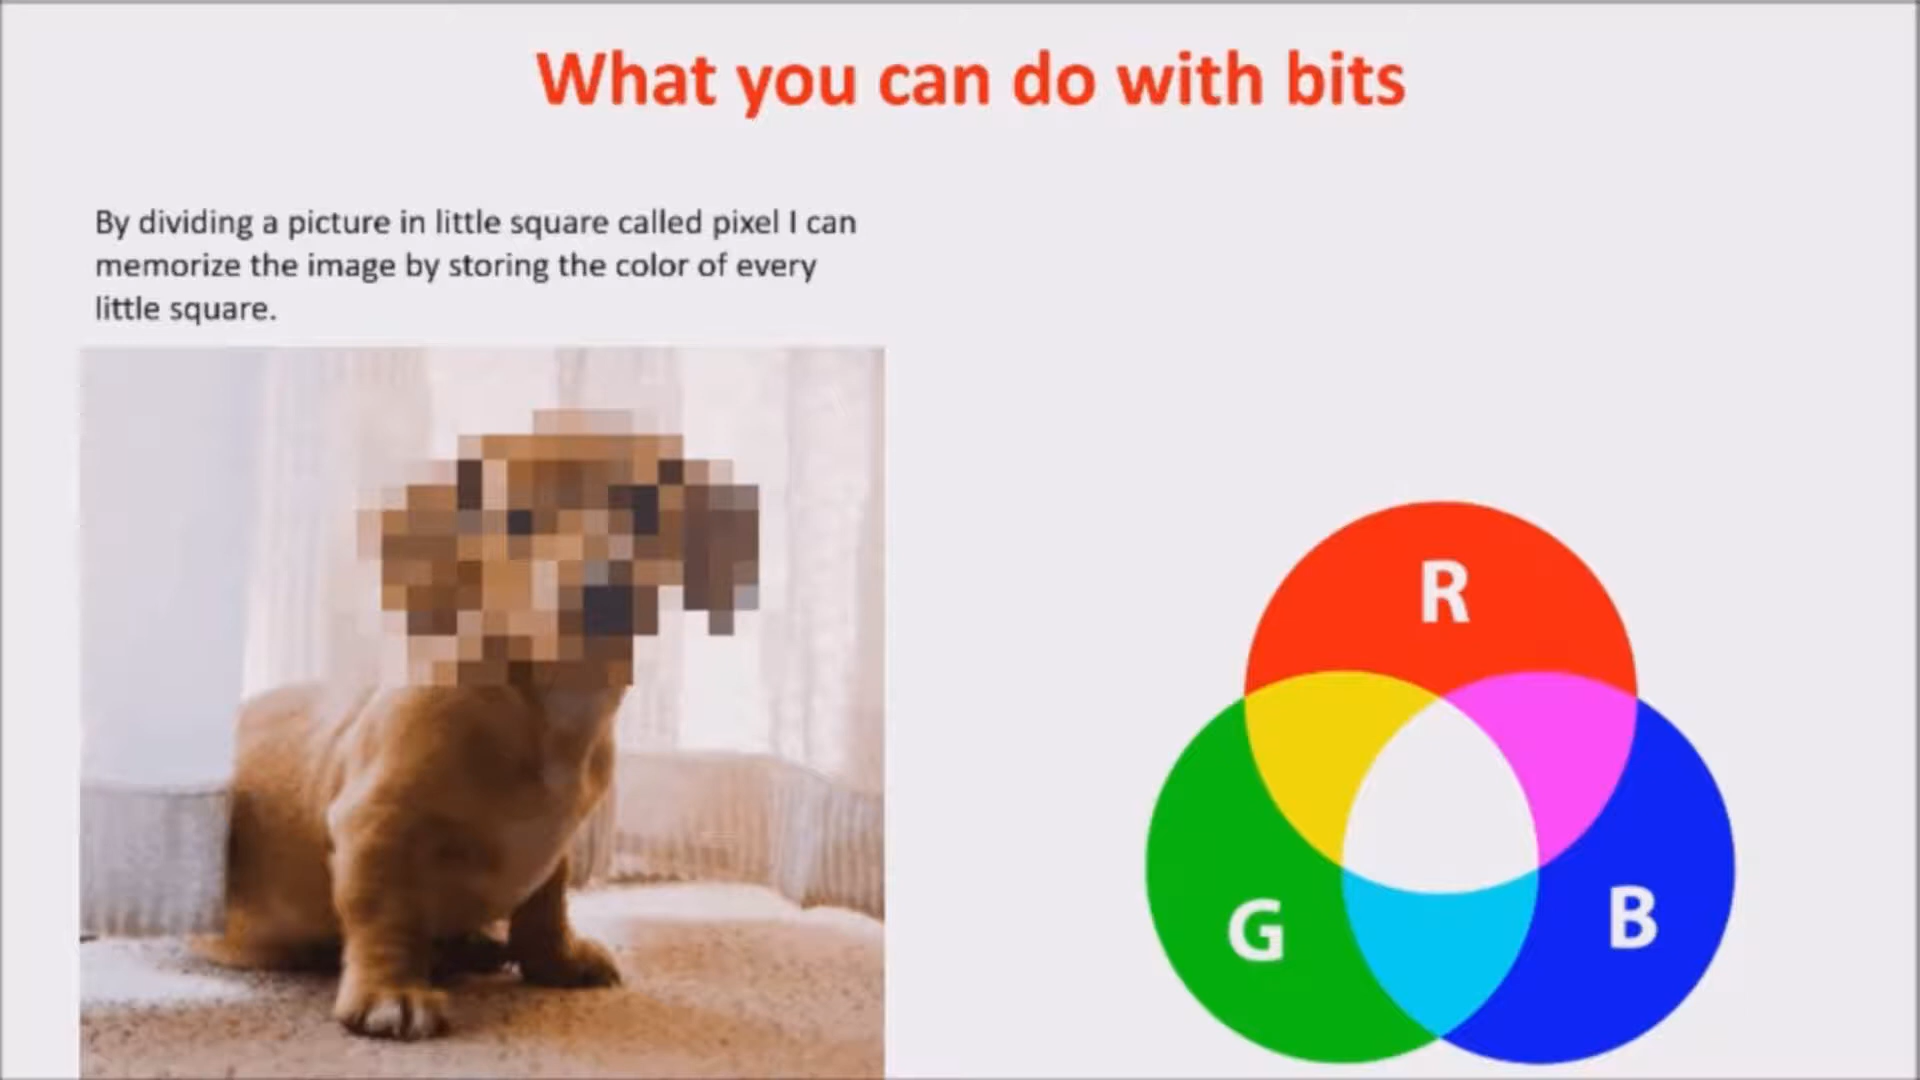 What you can do with bits
By dividing a picture in little square called pixel I can
memorize the image by storing the color of every
little square.
R
G
B